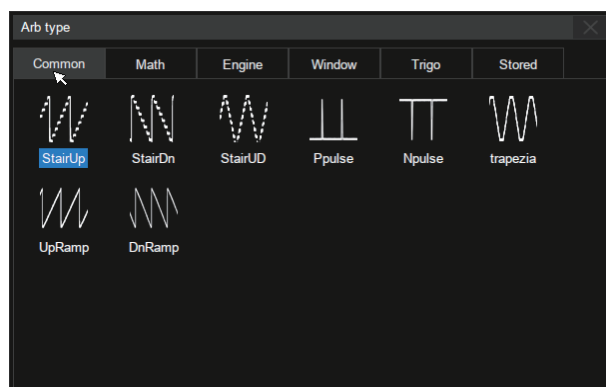 Arb type
Common Math Engine Window Trigo Stored
StairUp StairDn StairUD Ppulse Npulse trapezia
UpRamp DnRamp